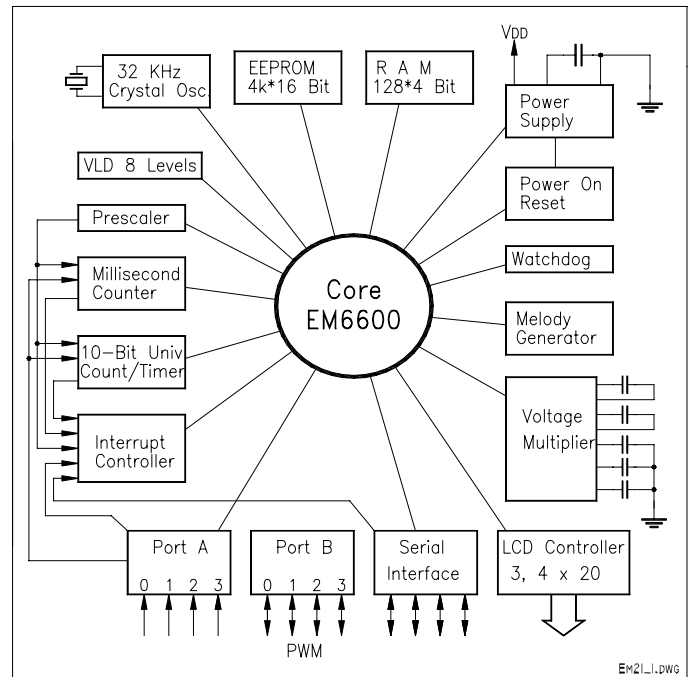 32 KHz
Crystal Osc.
EEPROM
4k*16 Bit
R A M
128*4 Bit
VDD
Power
Supply
VLD 8 Levels
Power On
Reset
Prescaler
Core
EM6600
Watchdog
Millisecond
Counter
Melody
Generator
10-Bit Univ
Count/Timer
Voltage
Multiplier
Interrupt
Controller
Port A
0 1 2 3
Port B
0 1 2 3
PWM
Serial
Interface
LCD Controller
3, 4 x 20
EM21_1.DWG